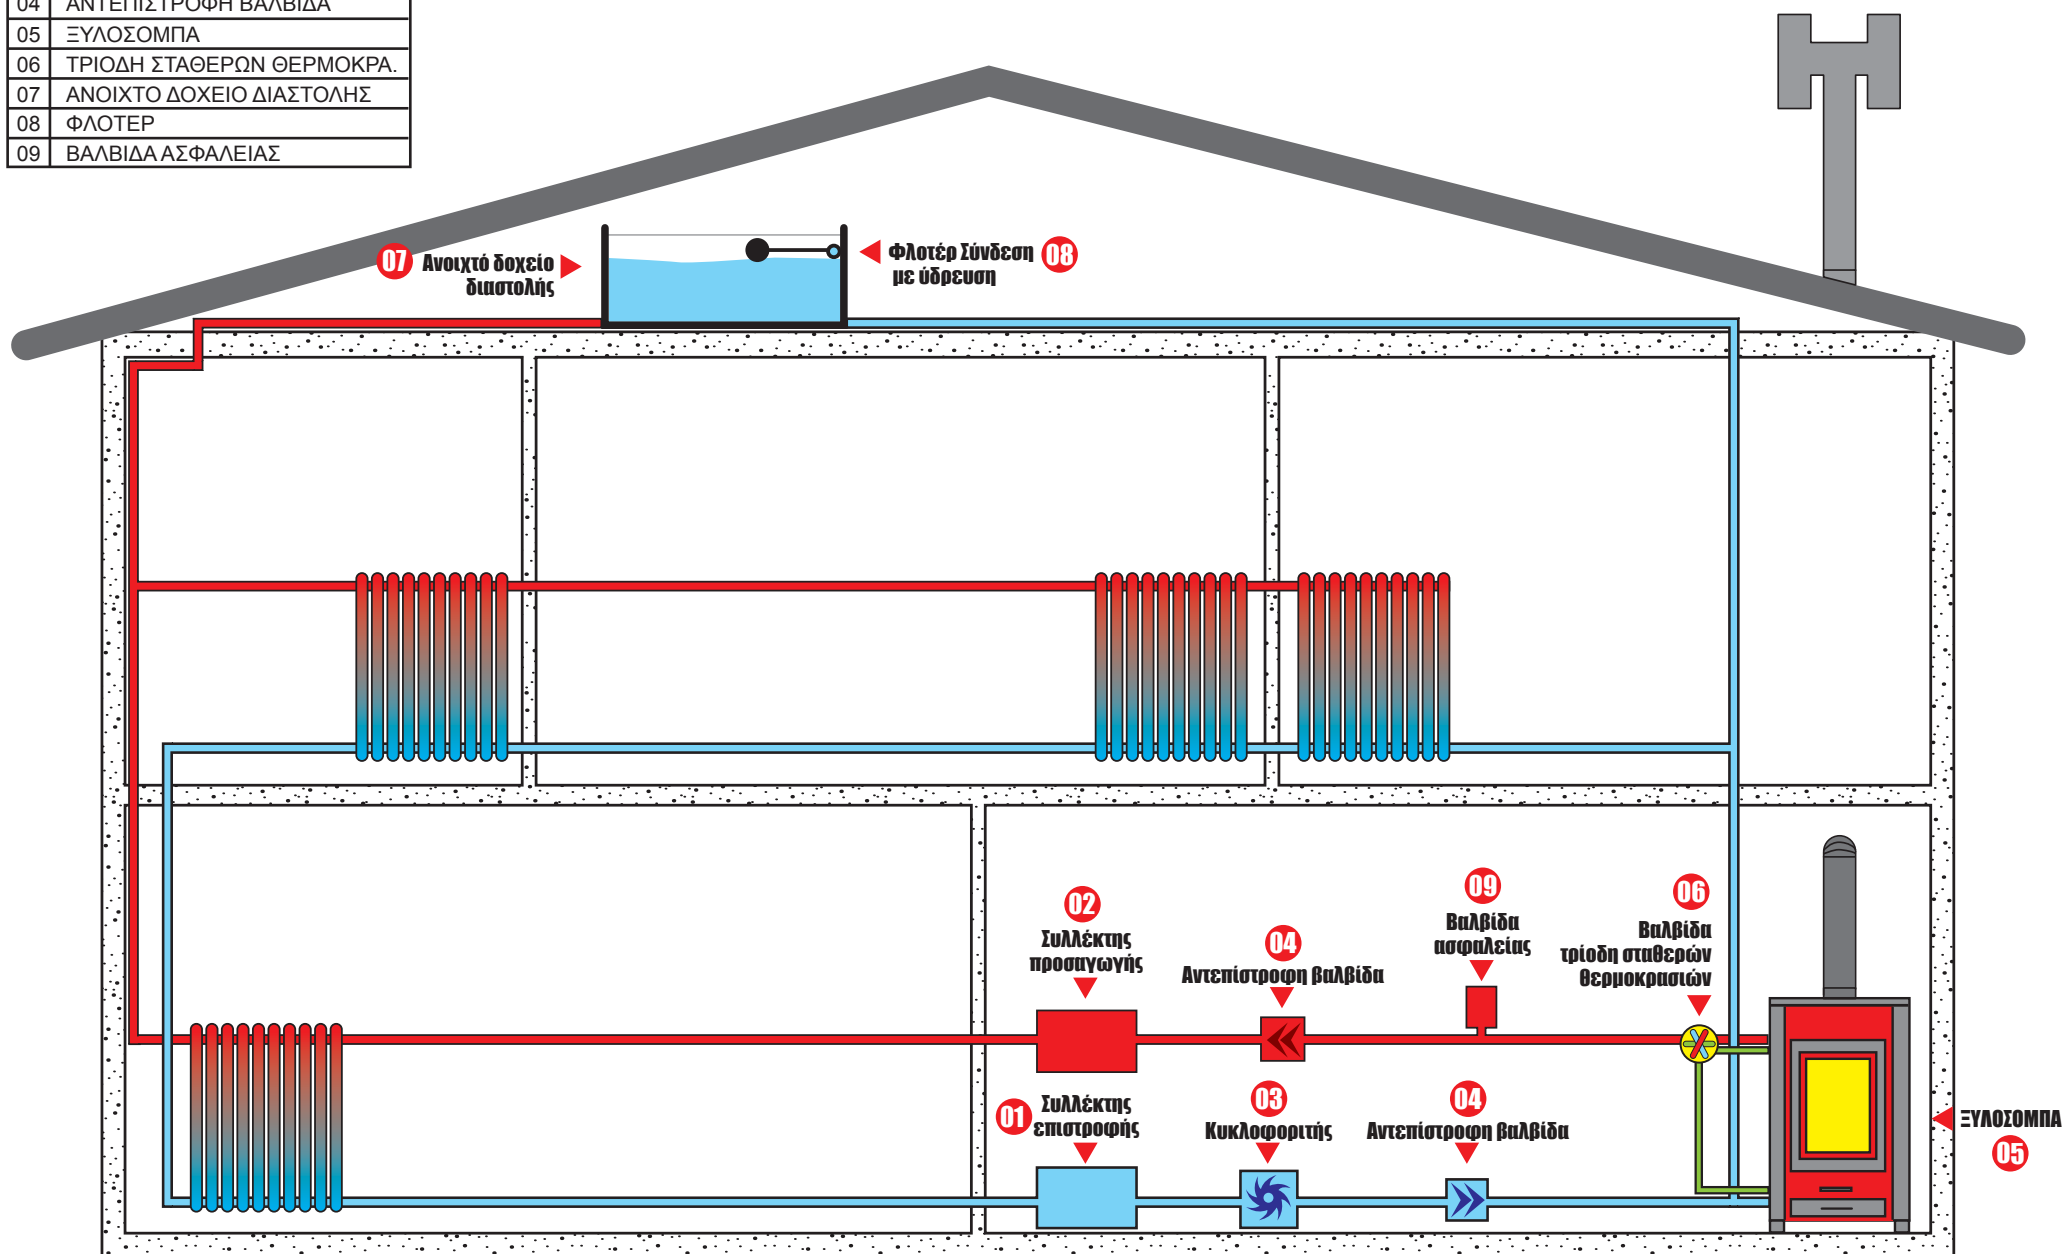 04 ΑΝΤΕΠΙΣΤΡΟΦΗ ΒΑΛΒΙΔΑ
05 ΞΥΛΟΣΟΜΠΑ
06 ΤΡΙΟΔΗ ΣΤΑΘΕΡΩΝ ΘΕΡΜΟΚΡΑ.
07 ΑΝΟΙΧΤΟ ΔΟΧΕΙΟ ΔΙΑΣΤΟΛΗΣ
08 ΦΛΟΤΕΡ
09 ΒΑΛΒΙΔΑ ΑΣΦΑΛΕΙΑΣ
07 Ανοιχτό δοχείο
διαστολής
Φλοτέρ Σύνδεση 08
με ύδρευση
02
Συλλέκτης
προσαγωγής
04
Αντεπίστροφη βαλβίδα
09
Βαλβίδα
ασφαλείας
06
Βαλβίδα
τρίοδη σταθερών
θερμοκρασιών
01 Συλλέκτης
επιστροφής
03
Κυκλοφοριτής
04
Αντεπίστροφη βαλβίδα
ΞΥΛΟΣΟΜΠΑ
05